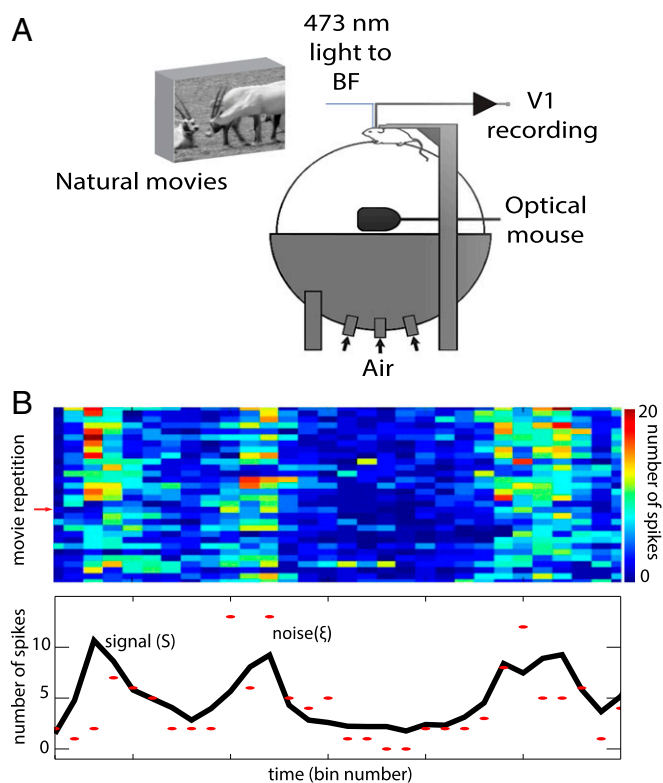 A
473 nm
light to
BF
V1
recording
Natural movies
Optical
mouse
Air
B
movie repetition
20
number of spikes
0
number of spikes
10
5
0
signal (S)
noise(ξ)
time (bin number)